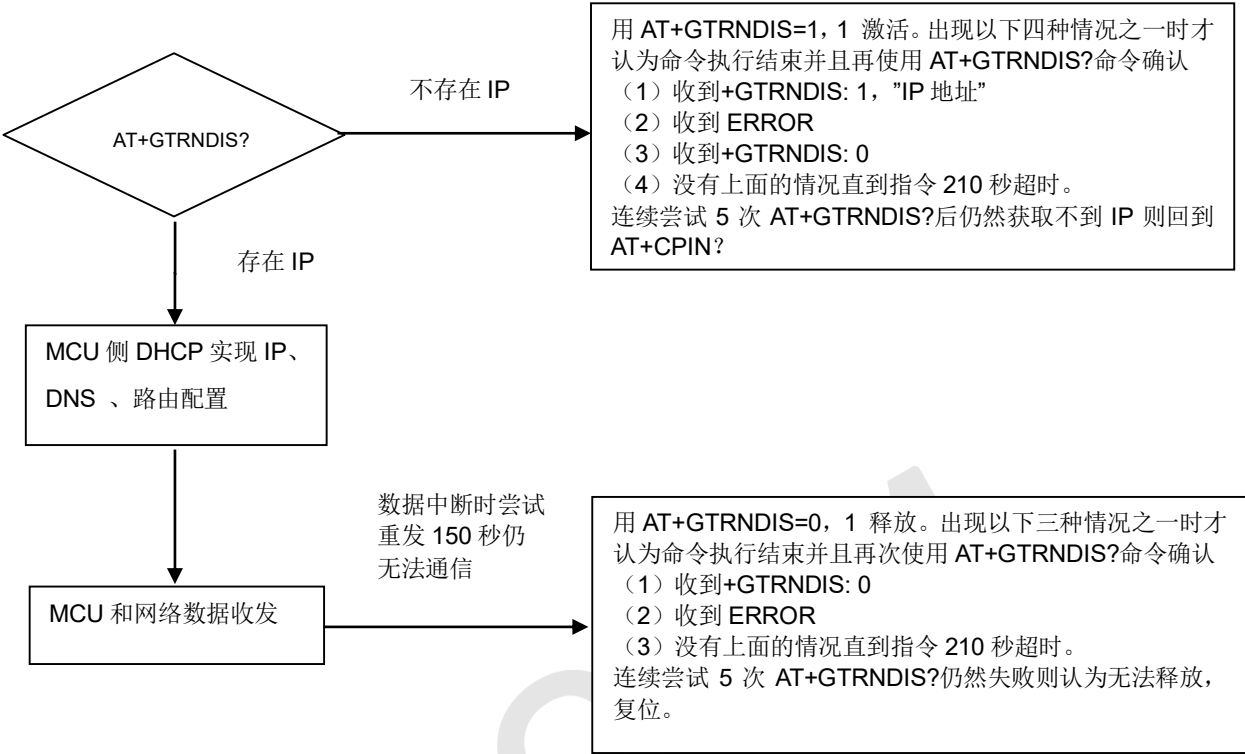 AT+GTRNDIS?
不存在 IP
用 AT+GTRNDIS=1，1 激活。出现以下四种情况之一时才
认为命令执行结束并且再使用 AT+GTRNDIS?命令确认
（1）收到+GTRNDIS: 1，”IP 地址”
（2）收到 ERROR
（3）收到+GTRNDIS: 0
（4）没有上面的情况直到指令 210 秒超时。
连续尝试 5 次 AT+GTRNDIS?后仍然获取不到 IP 则回到
AT+CPIN？
存在 IP
MCU 侧 DHCP 实现 IP、
DNS 、路由配置
数据中断时尝试
重发 150 秒仍
无法通信
MCU 和网络数据收发
用 AT+GTRNDIS=0，1 释放。出现以下三种情况之一时才
认为命令执行结束并且再次使用 AT+GTRNDIS?命令确认
（1）收到+GTRNDIS: 0
（2）收到 ERROR
（3）没有上面的情况直到指令 210 秒超时。
连续尝试 5 次 AT+GTRNDIS?仍然失败则认为无法释放，
复位。